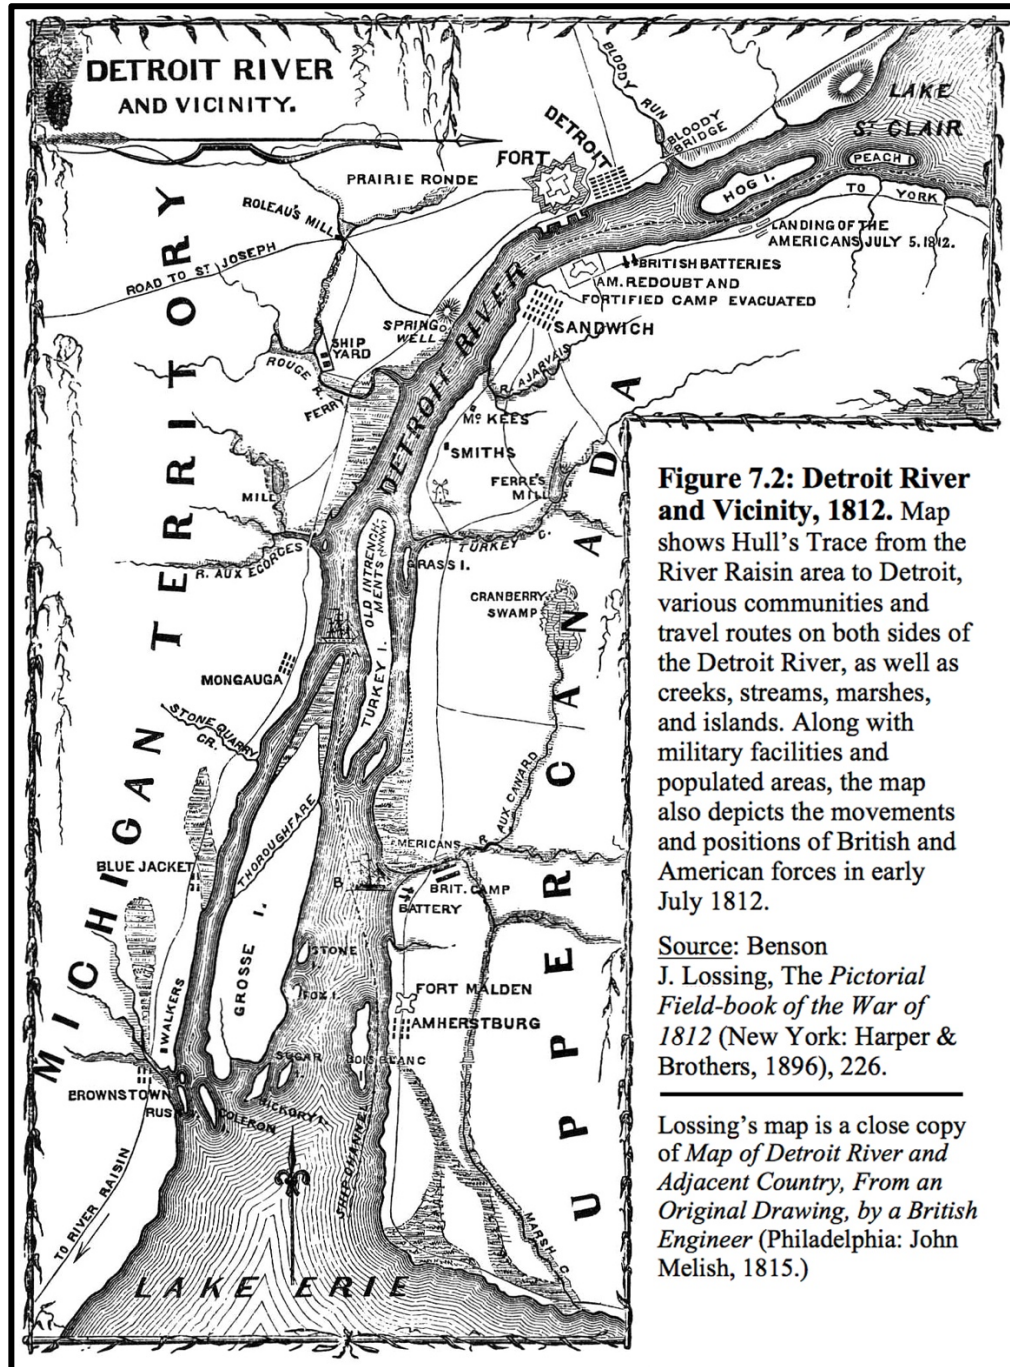 DETROIT RIVER
AND VICINITY.
BLOODY RUN
BLOODY
BRIDGE
LAKE
ST CLAIR
DETROIT
FORT
PRAIRIE RONDE
HOG I.
PEACH I
TO YORK
ROLEAU'S MILL
LANDING OF THE
AMERICANS JULY 5.1812.
ROAD TO ST JOSEPH
BRITISH BATTERIES
AM. REDOUBT AND
FORTIFIED CAMP EVACUATED
SPRING
WELL
SANDWICH
SHIP
YARD
ROUGE R.
FERRY
DETROIT RIVER
R. AJARVAIS
Mc KEES
SMITHS
FERRE'S
MILL
MILL
TURKEY C.
R. AUX ECORCES
OLD INTRENCH-
MENTS
GRASS I.
CRANBERRY
SWAMP
A
MONGAUGA
TURKEY I.
STONE QUARRY
CR.
R. AUX CANARD
THOROUGHFARE
AMERICANS
BLUE JACKET
B
BRIT. CAMP
BATTERY
GROSSE I.
STONE
I.
FOX I.
FORT MALDEN
AMHERSTBURG
WALKERS
SUGAR
I.
BOIS BLANC
I.
BROWNSTOWN
HICKORY I.
CELERON
SHIP CHANNEL
TO RIVER RAISIN
MARSH C.
LAKE ERIE
MICHIGAN TERRITORY
UPPER CANADA
Figure 7.2: Detroit River
and Vicinity, 1812. Map
shows Hull's Trace from the
River Raisin area to Detroit,
various communities and
travel routes on both sides of
the Detroit River, as well as
creeks, streams, marshes,
and islands. Along with
military facilities and
populated areas, the map
also depicts the movements
and positions of British and
American forces in early
July 1812.
Source: Benson
J. Lossing, The Pictorial
Field-book of the War of
1812 (New York: Harper &
Brothers, 1896), 226.
Lossing's map is a close copy
of Map of Detroit River and
Adjacent Country, From an
Original Drawing, by a British
Engineer (Philadelphia: John
Melish, 1815.)